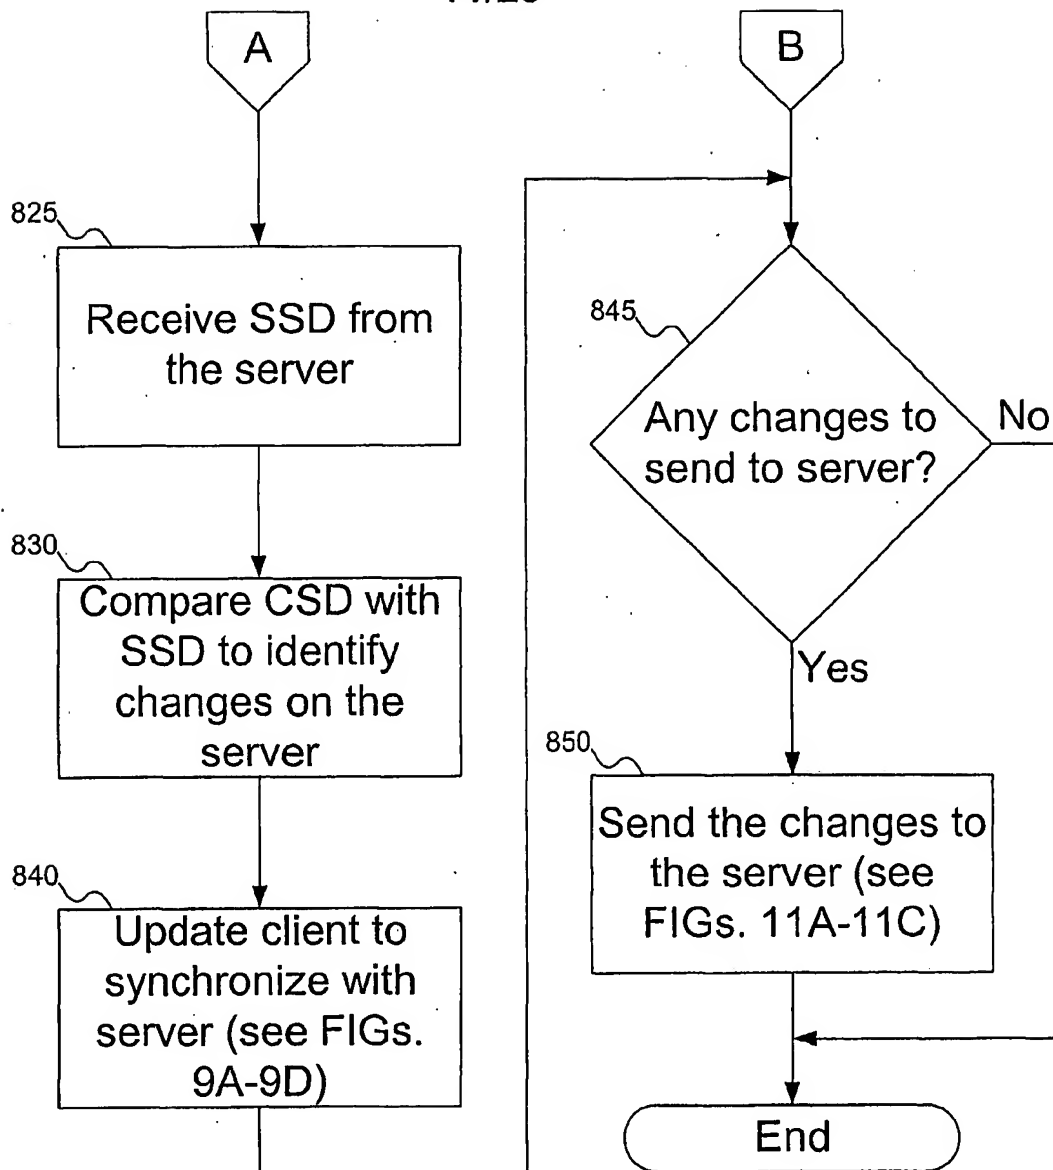 A
825
Receive SSD from
the server
830
Compare CSD with
SSD to identify
changes on the
server
840
Update client to
synchronize with
server (see FIGs.
9A-9D)
B
845
Any changes to
send to server?
No
Yes
850
Send the changes to
the server (see
FIGs. 11A-11C)
End